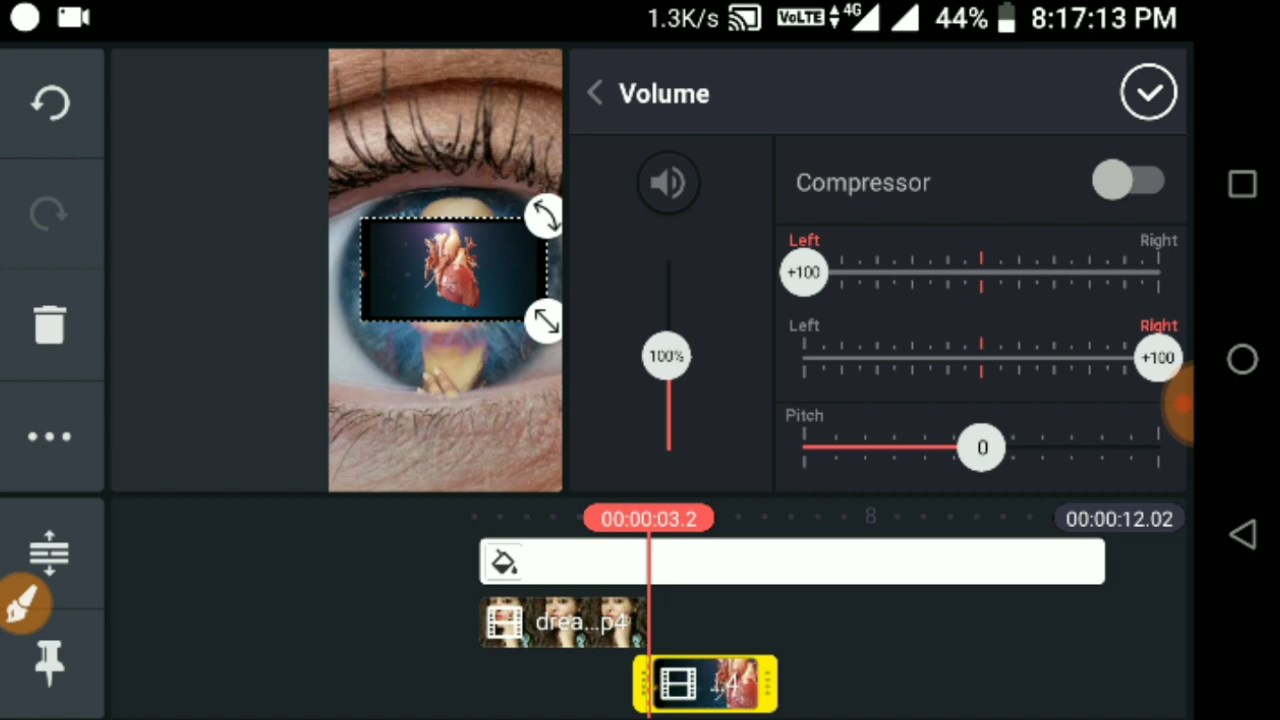 1.3K/s VoLTE 4G 44% 8:17:13 PM
Volume
Compressor
Left Right
+100
Left Right
100% +100
Pitch
0
00:00:03.2 8 00:00:12.02
drea...p4
..4